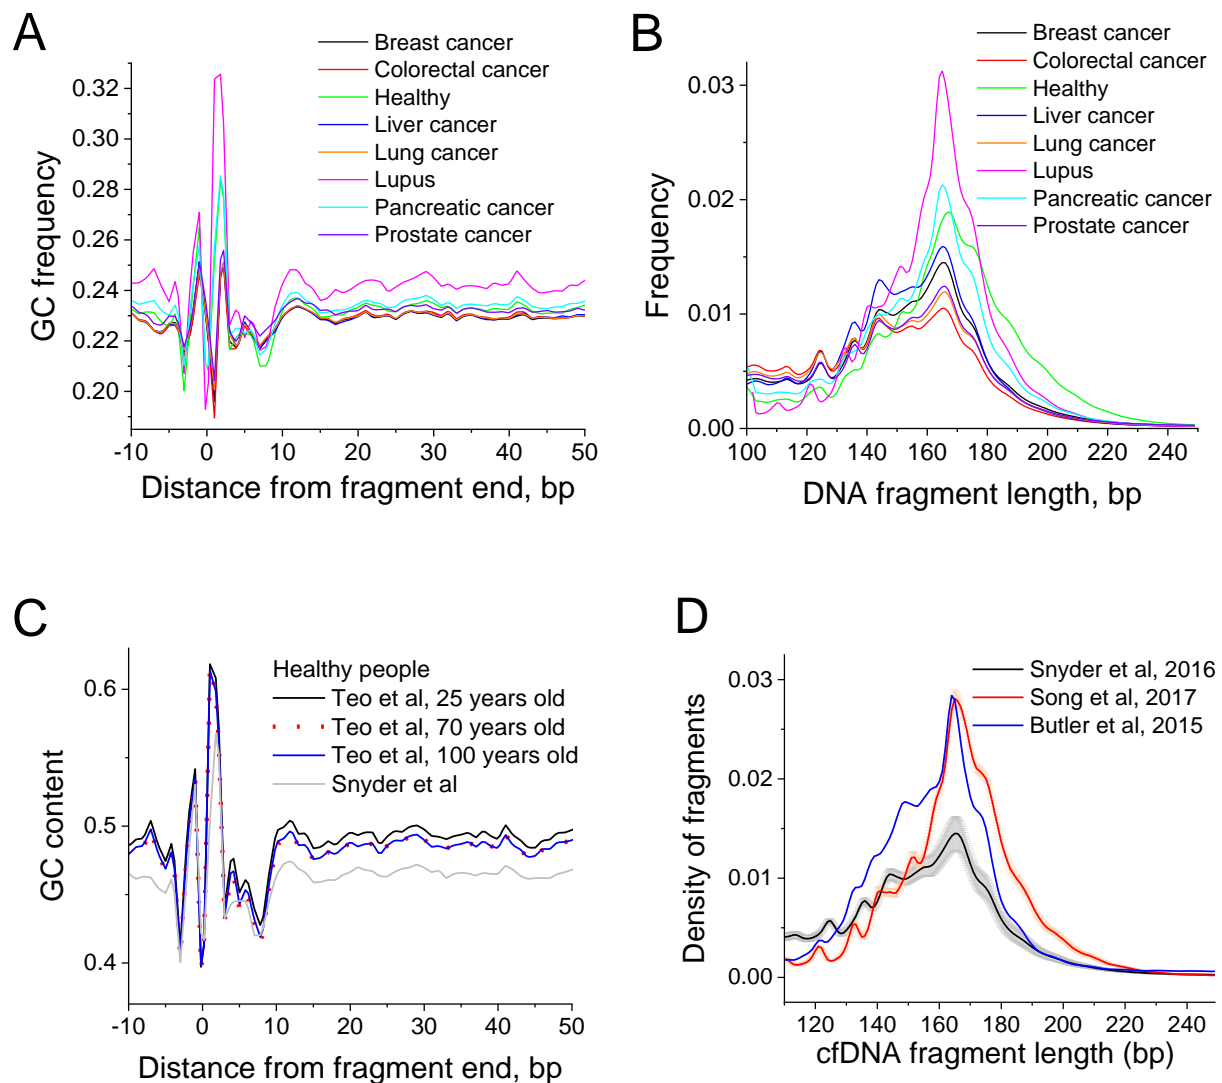 A
Breast cancer
Colorectal cancer
Healthy
Liver cancer
Lung cancer
Lupus
Pancreatic cancer
Prostate cancer
GC frequency
0.32
0.30
0.28
0.26
0.24
0.22
0.20
-10 0 10 20 30 40 50
Distance from fragment end, bp
B
Breast cancer
Colorectal cancer
Healthy
Liver cancer
Lung cancer
Lupus
Pancreatic cancer
Prostate cancer
Frequency
0.03
0.02
0.01
0.00
100 120 140 160 180 200 220 240
DNA fragment length, bp
C
Healthy people
Teo et al, 25 years old
Teo et al, 70 years old
Teo et al, 100 years old
Snyder et al
GC content
0.6
0.5
0.4
-10 0 10 20 30 40 50
Distance from fragment end, bp
D
Snyder et al, 2016
Song et al, 2017
Butler et al, 2015
Density of fragments
0.03
0.02
0.01
0.00
120 140 160 180 200 220 240
cfDNA fragment length (bp)